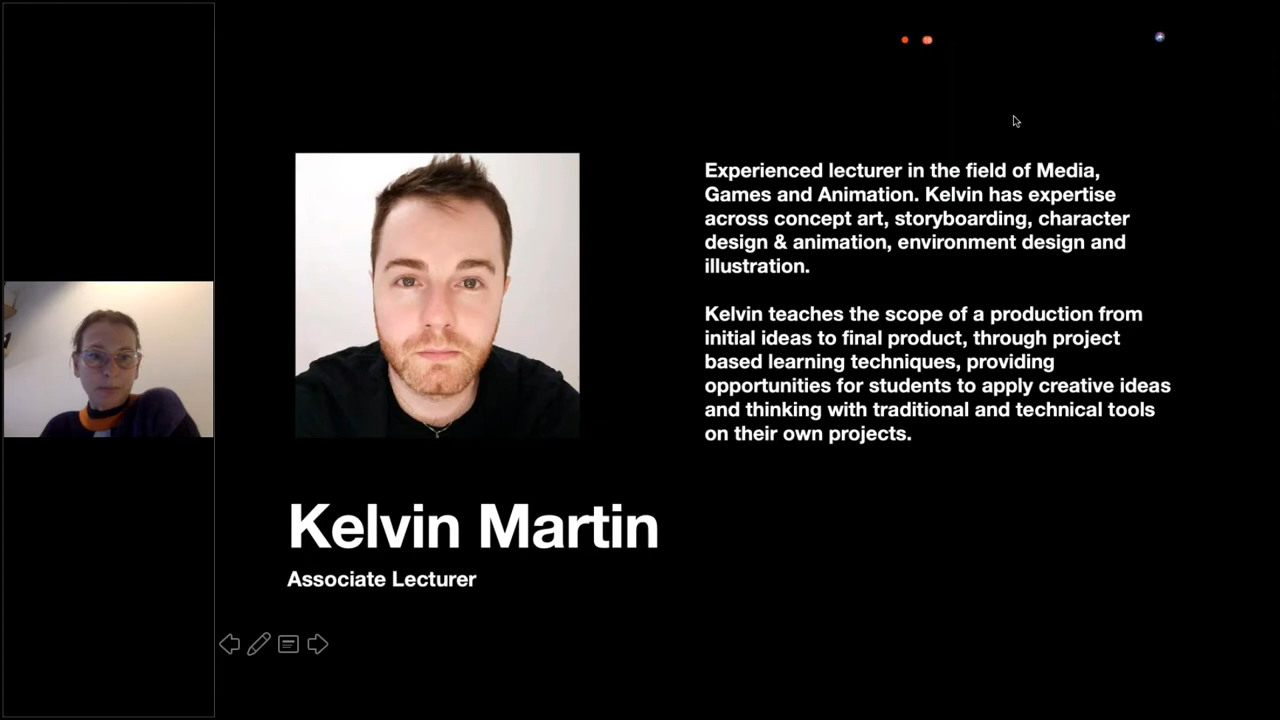 Experienced lecturer in the field of Media,
Games and Animation. Kelvin has expertise
across concept art, storyboarding, character
design & animation, environment design and
illustration.
Kelvin teaches the scope of a production from
initial ideas to final product, through project
based learning techniques, providing
opportunities for students to apply creative ideas
and thinking with traditional and technical tools
on their own projects.
Kelvin Martin
Associate Lecturer